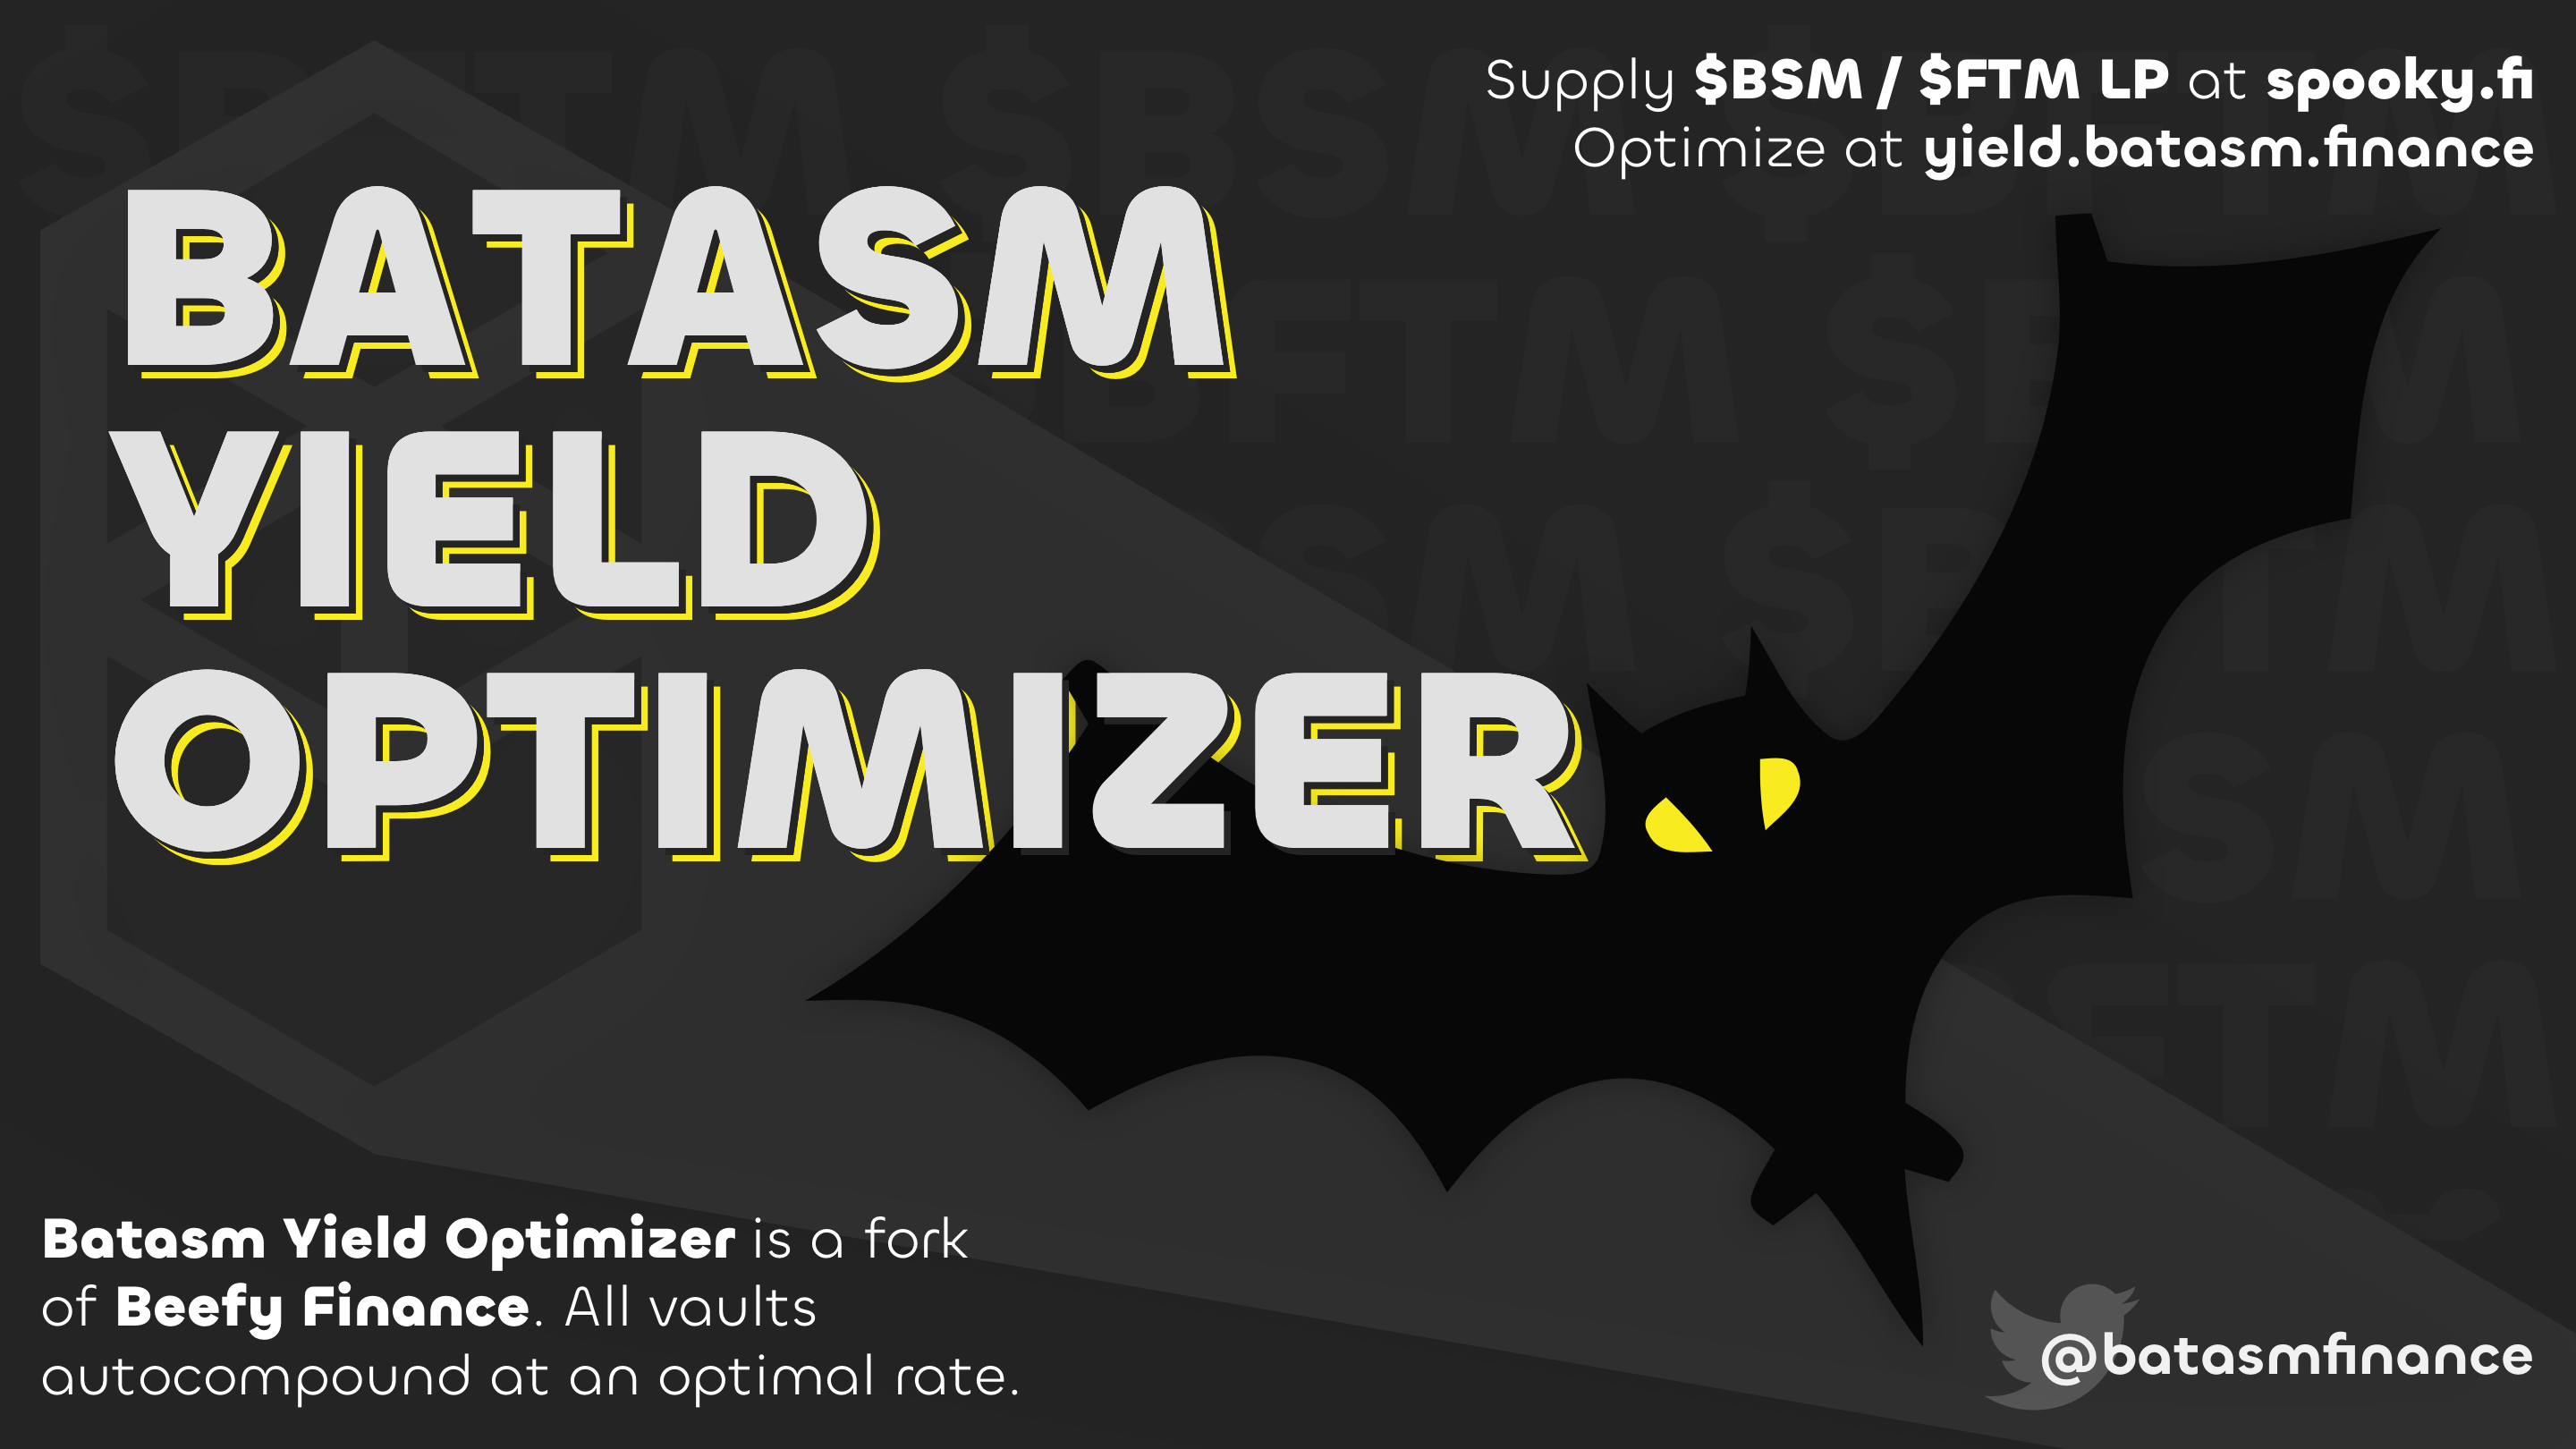 Supply $BSM / $FTM LP at spooky.fi
Optimize at yield.batasm.finance
BATASM
YIELD
OPTIMIZER
Batasm Yield Optimizer is a fork
of Beefy Finance. All vaults
autocompound at an optimal rate.
@batasmfinance